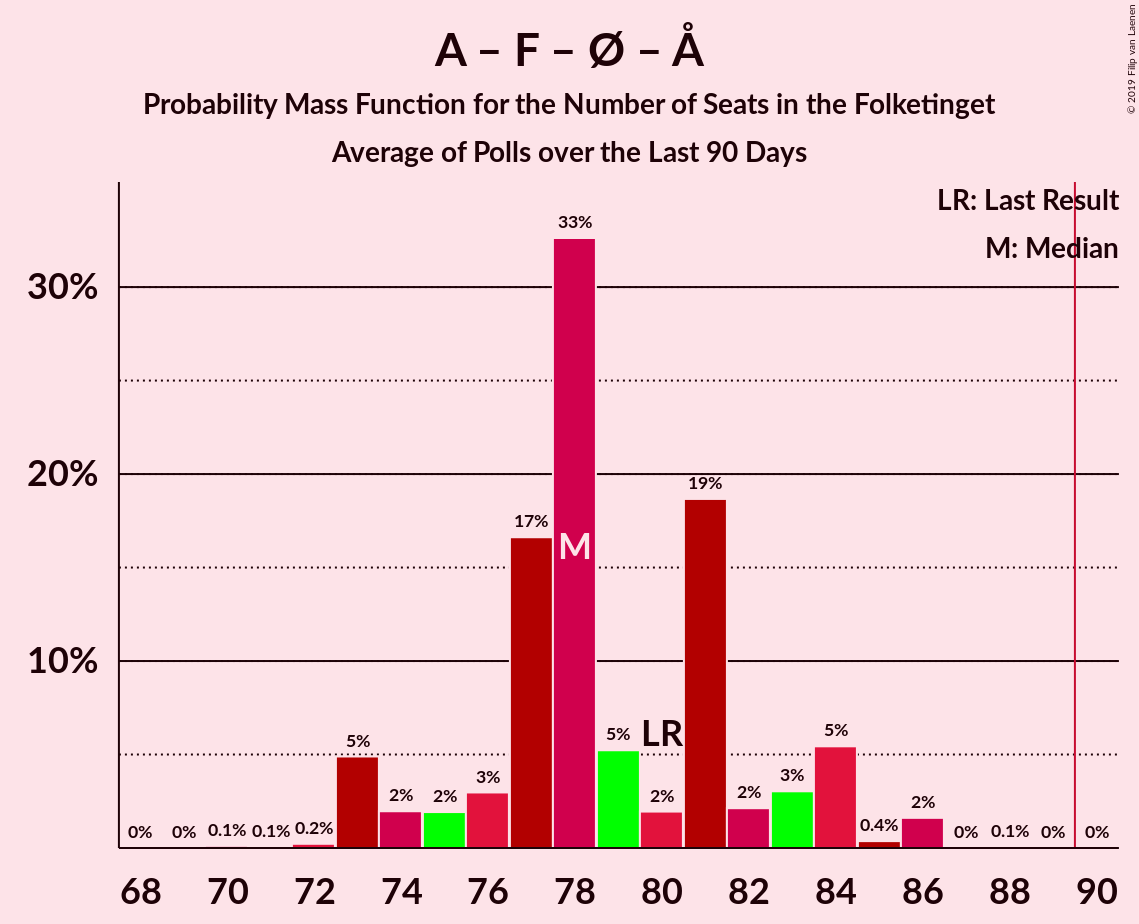 A – F – Ø – Å
Probability Mass Function for the Number of Seats in the Folketinget
Average of Polls over the Last 90 Days
© 2019 Filip van Laenen
LR: Last Result
M: Median
30%
20%
10%
0%
0%
0.1%
0.1%
0.2%
5%
2%
2%
3%
17%
33%
M
5%
LR
2%
19%
2%
3%
5%
0.4%
2%
0%
0.1%
0%
0%
68 70 72 74 76 78 80 82 84 86 88 90